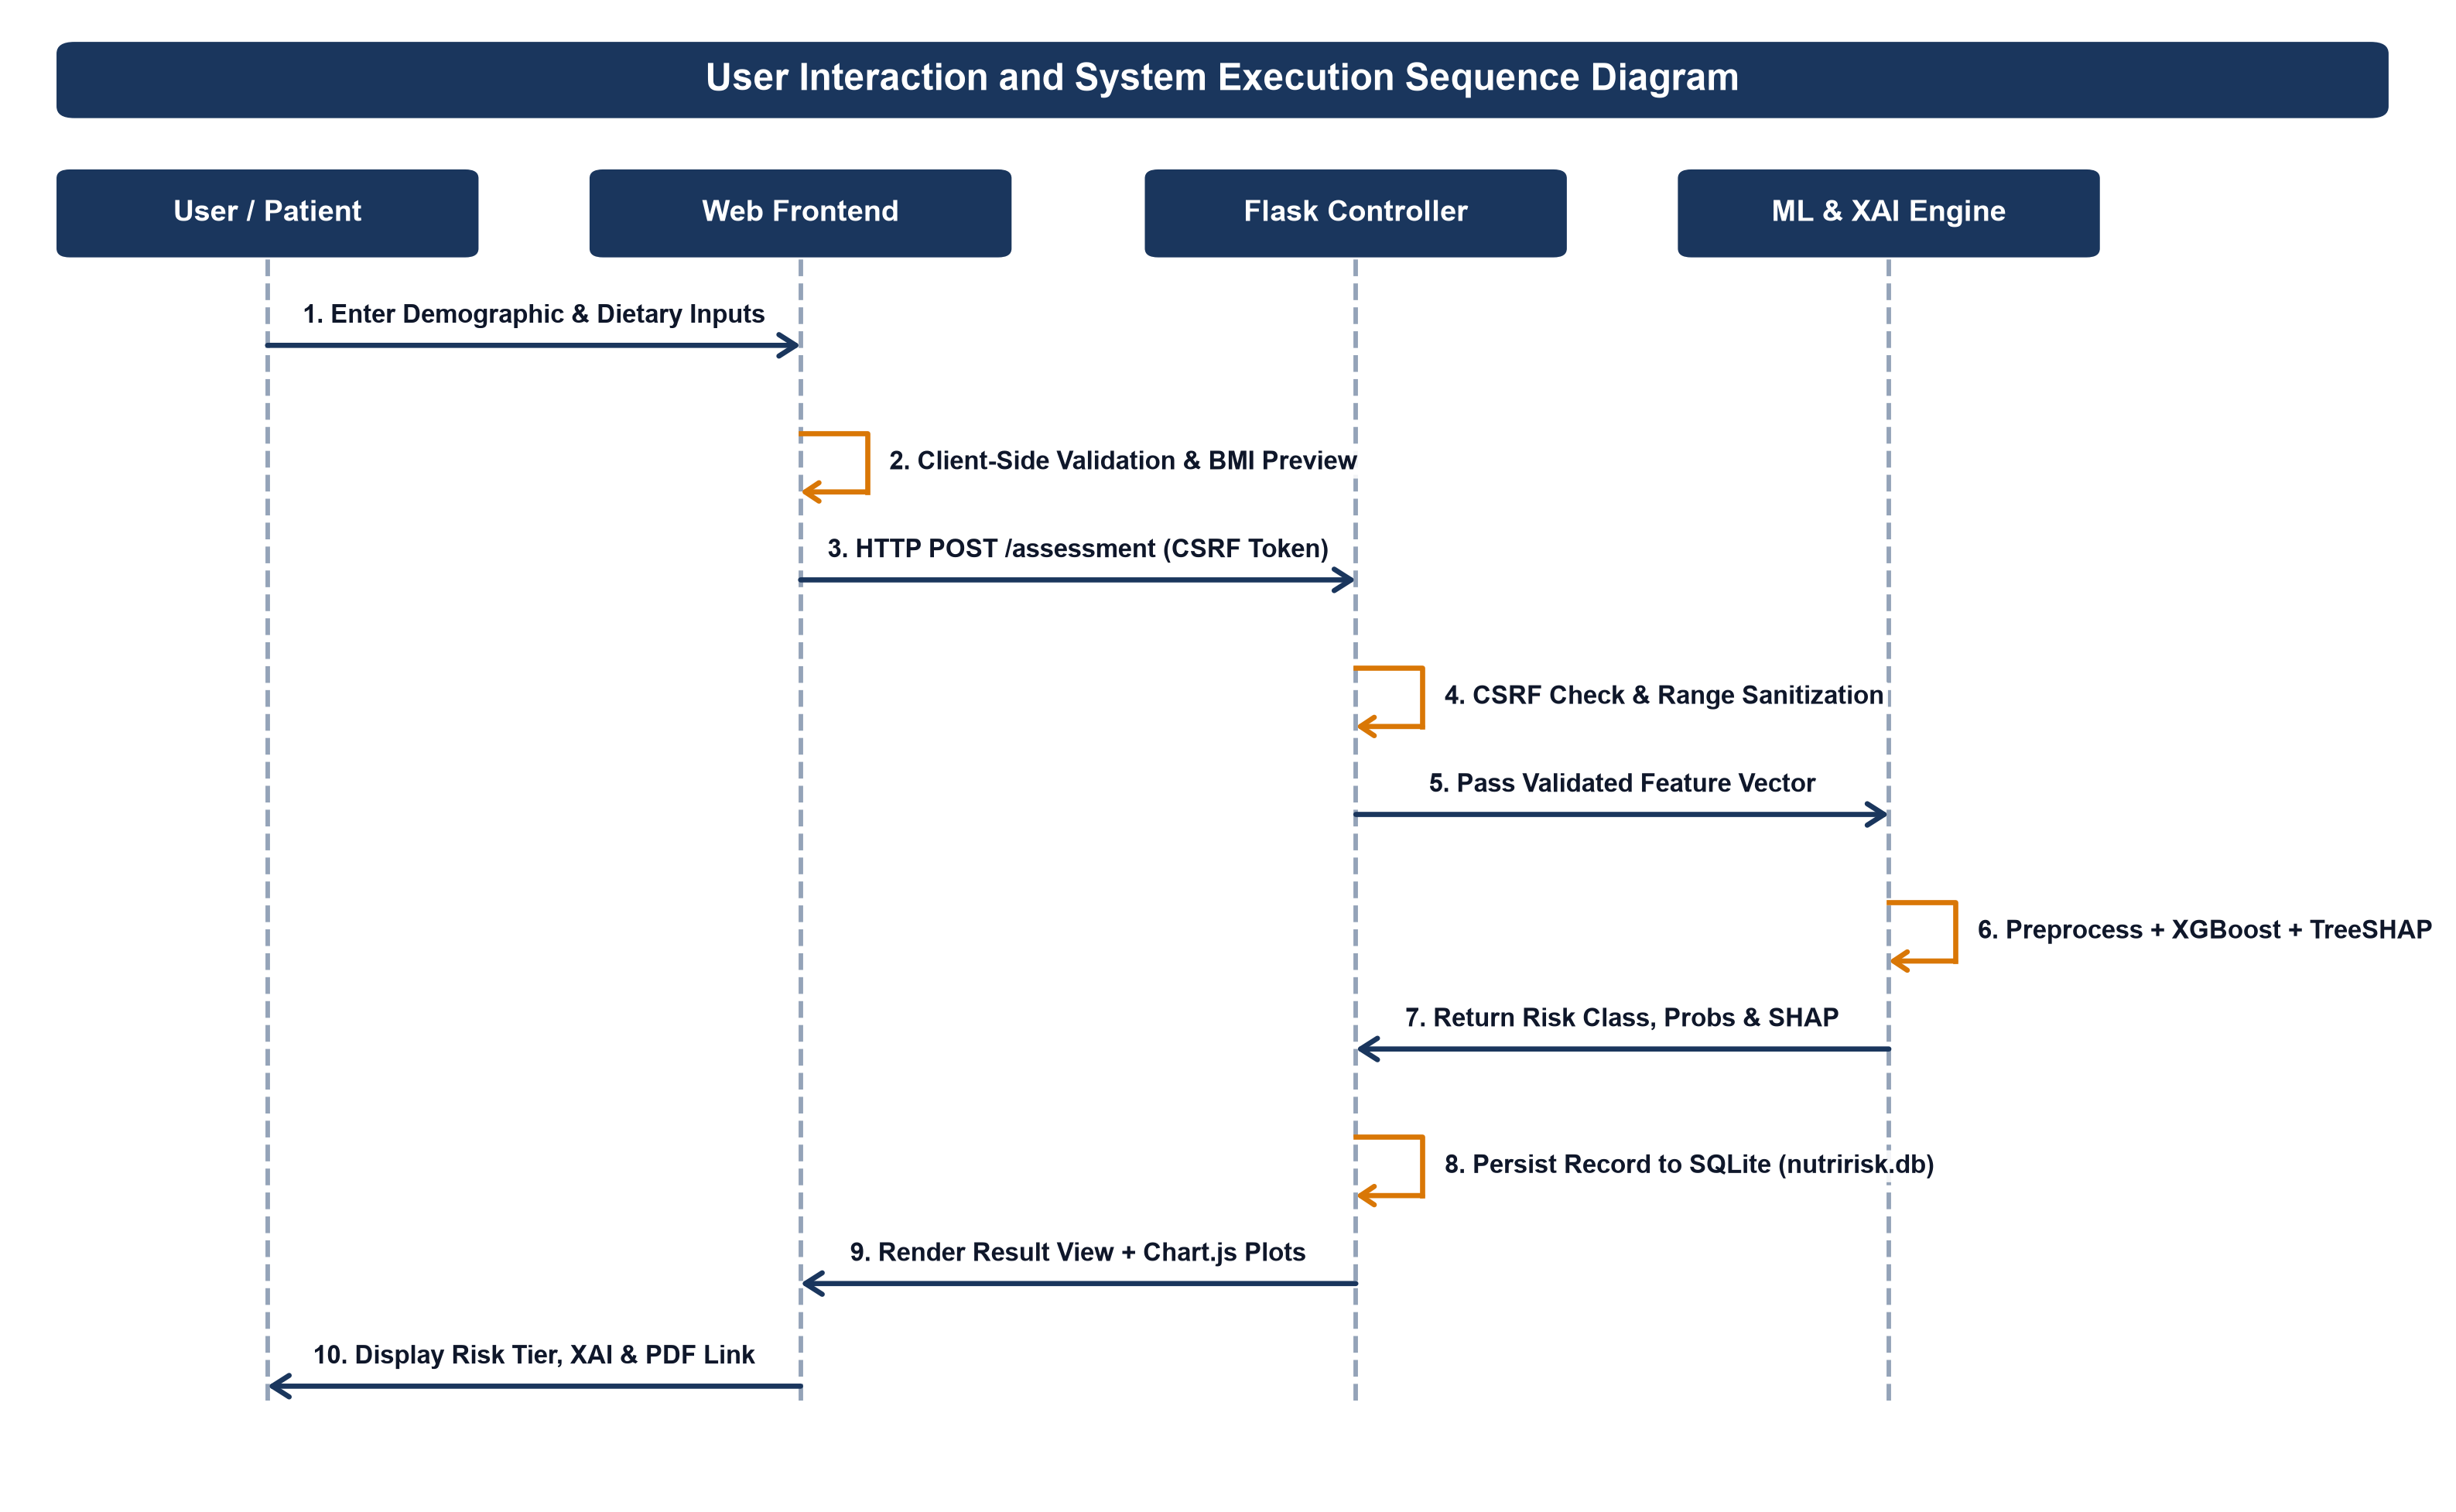 User Interaction and System Execution Sequence Diagram
User / Patient
Web Frontend
Flask Controller
ML & XAI Engine
1. Enter Demographic & Dietary Inputs
2. Client-Side Validation & BMI Preview
3. HTTP POST /assessment (CSRF Token)
4. CSRF Check & Range Sanitization
5. Pass Validated Feature Vector
6. Preprocess + XGBoost + TreeSHAP
7. Return Risk Class, Probs & SHAP
8. Persist Record to SQLite (nutririsk.db)
9. Render Result View + Chart.js Plots
10. Display Risk Tier, XAI & PDF Link